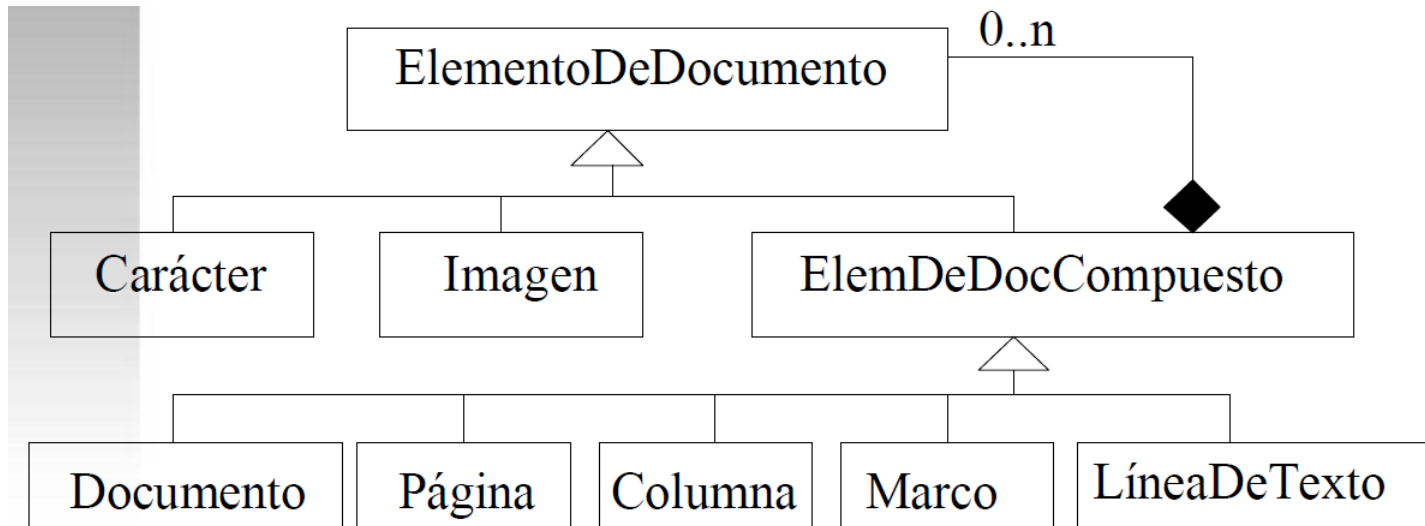 0..n
ElementoDeDocumento
Carácter
Imagen
ElemDeDocCompuesto
Documento
Página
Columna
Marco
LíneaDeTexto